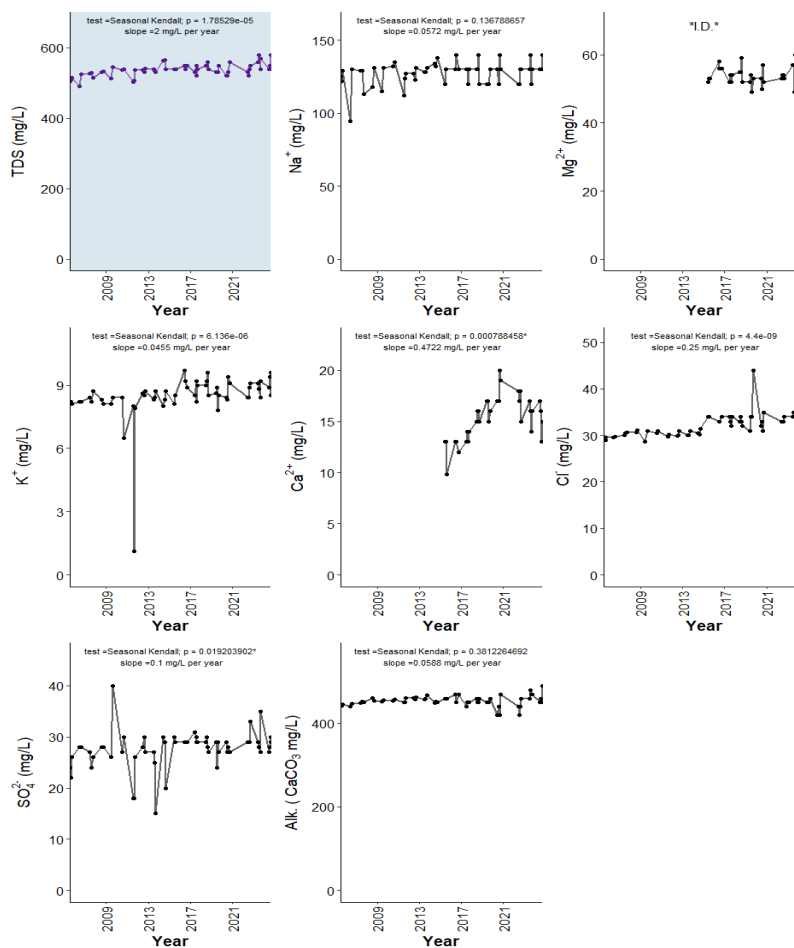 test =Seasonal Kendall; p = 1.78529e-05
slope =2 mg/L per year
TDS (mg/L)
600
400
200
0
2009
2013
2017
2021
Year
test =Seasonal Kendall; p = 0.136788657
slope =0.0572 mg/L per year
Na⁺ (mg/L)
150
100
50
0
2009
2013
2017
2021
Year
*I.D.*
Mg²⁺ (mg/L)
60
40
20
0
2009
2013
2017
2021
Year
test =Seasonal Kendall; p = 6.136e-06
slope =0.0455 mg/L per year
K⁺ (mg/L)
9
6
3
0
2009
2013
2017
2021
Year
test =Seasonal Kendall; p = 0.000788458*
slope =0.4722 mg/L per year
Ca²⁺ (mg/L)
20
15
10
5
0
2009
2013
2017
2021
Year
test =Seasonal Kendall; p = 4.4e-09
slope =0.25 mg/L per year
Cl⁻ (mg/L)
50
40
30
20
10
0
2009
2013
2017
2021
Year
test =Seasonal Kendall; p = 0.019203902*
slope =0.1 mg/L per year
SO₄²⁻ (mg/L)
40
30
20
10
0
2009
2013
2017
2021
Year
test =Seasonal Kendall; p = 0.3812264692
slope =0.0588 mg/L per year
Alk. ( CaCO₃ mg/L)
400
200
0
2009
2013
2017
2021
Year